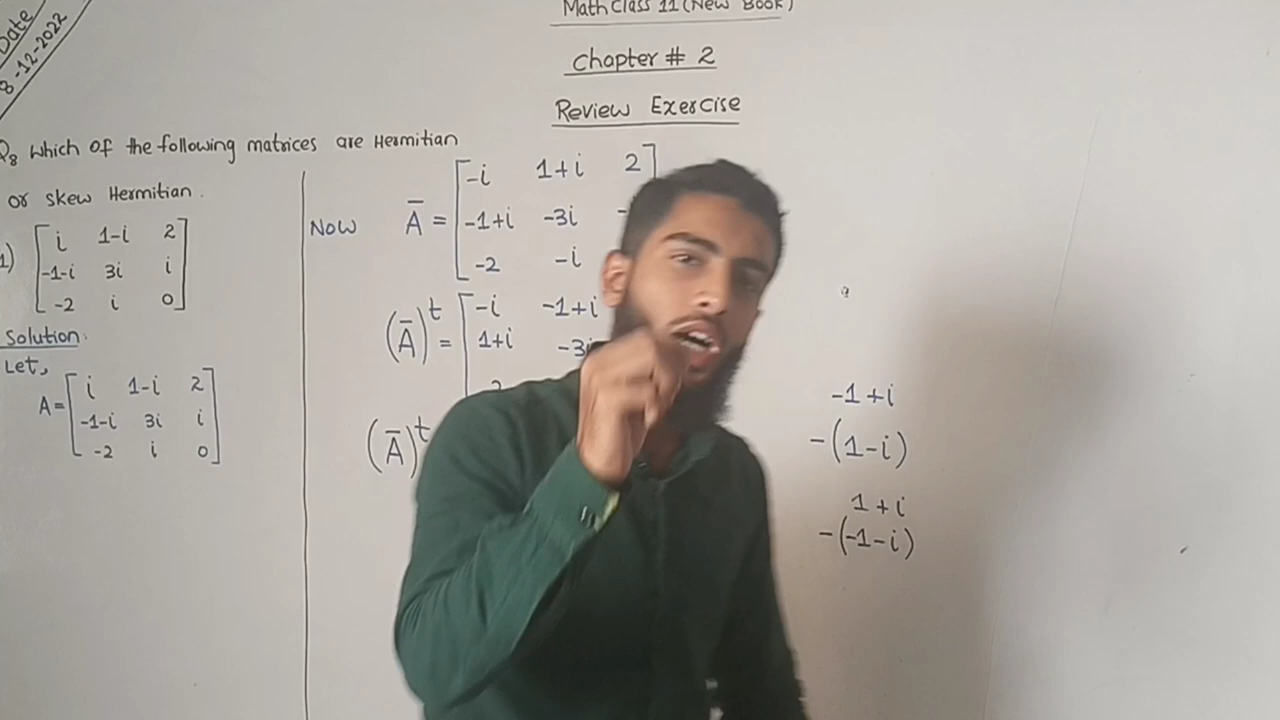 Date
8-12-2022
Math Class 11 (New Book)
Chapter # 2
Review Exercise
Q8 Which of the following matrices are Hermitian
or skew Hermitian.
1) [i 1-i 2
-1-i 3i i
-2 i 0]
Solution:
Let,
A = [i 1-i 2
-1-i 3i i
-2 i 0]
Now Ā = [-i 1+i 2]
-1+i -3i -
-2 -i
(Ā)^t = [-i -1+i
1+i -3i
2
(Ā)^t
-1+i
-(1-i)
1+i
-(-1-i)